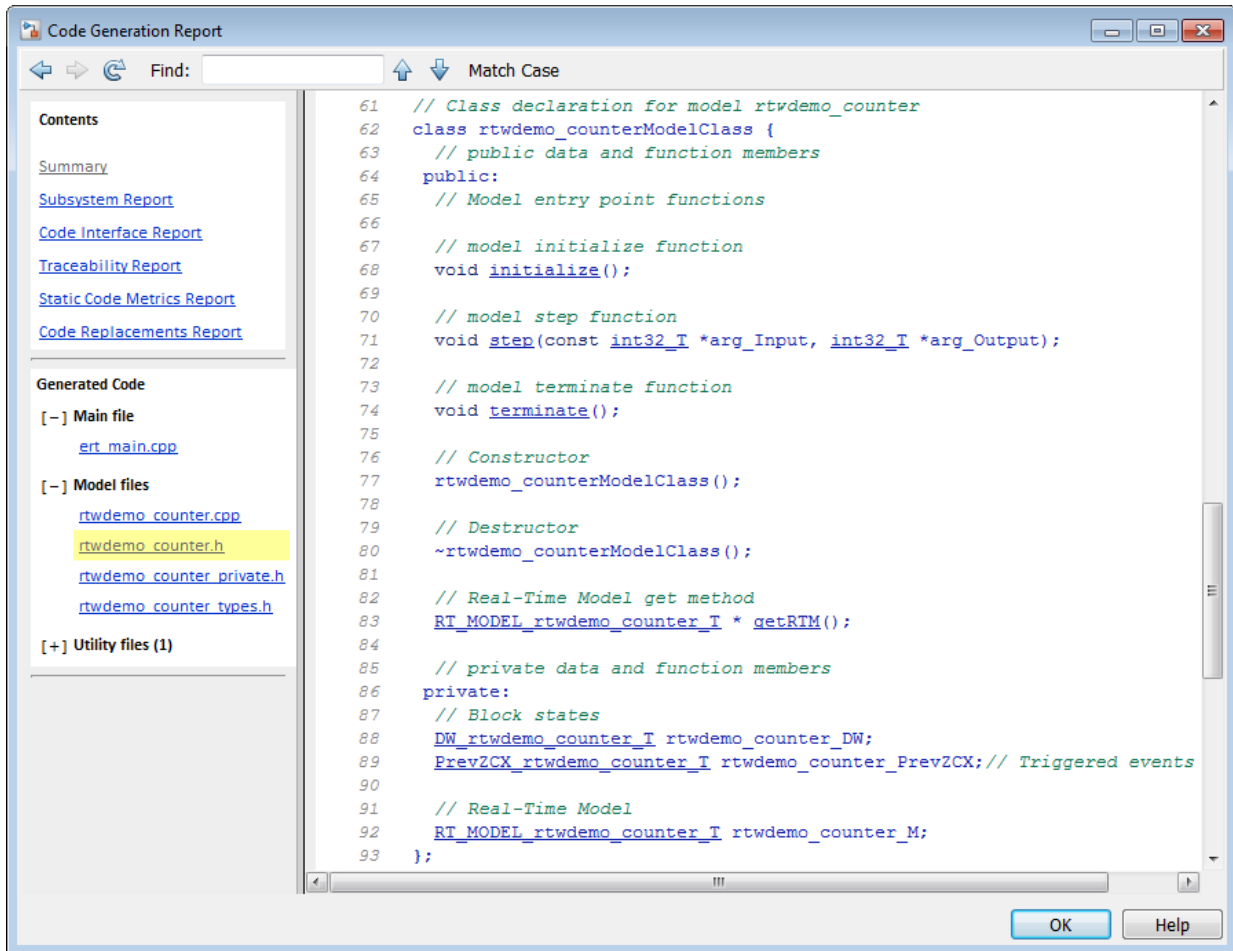 Code Generation Report
Find:
Match Case
Contents
Summary
Subsystem Report
Code Interface Report
Traceability Report
Static Code Metrics Report
Code Replacements Report
Generated Code
[−] Main file
ert_main.cpp
[−] Model files
rtwdemo_counter.cpp
rtwdemo_counter.h
rtwdemo_counter_private.h
rtwdemo_counter_types.h
[+] Utility files (1)
61 // Class declaration for model rtwdemo_counter
62 class rtwdemo_counterModelClass {
63 // public data and function members
64 public:
65 // Model entry point functions
66
67 // model initialize function
68 void initialize();
69
70 // model step function
71 void step(const int32_T *arg_Input, int32_T *arg_Output);
72
73 // model terminate function
74 void terminate();
75
76 // Constructor
77 rtwdemo_counterModelClass();
78
79 // Destructor
80 ~rtwdemo_counterModelClass();
81
82 // Real-Time Model get method
83 RT_MODEL_rtwdemo_counter_T * getRTM();
84
85 // private data and function members
86 private:
87 // Block states
88 DW_rtwdemo_counter_T rtwdemo_counter_DW;
89 PrevZCX_rtwdemo_counter_T rtwdemo_counter_PrevZCX;// Triggered events
90
91 // Real-Time Model
92 RT_MODEL_rtwdemo_counter_T rtwdemo_counter_M;
93 };
OK
Help